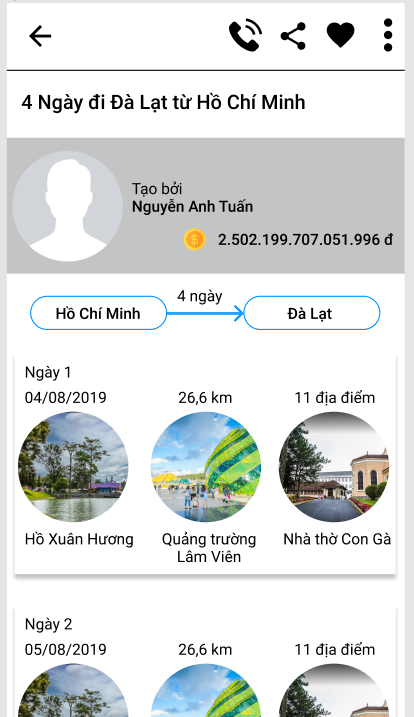 4 Ngày đi Đà Lạt từ Hồ Chí Minh
Tạo bởi
Nguyễn Anh Tuấn
2.502.199.707.051.996 đ
4 ngày
Hồ Chí Minh
Đà Lạt
Ngày 1
04/08/2019
26,6 km
11 địa điểm
Hồ Xuân Hương
Quảng trường
Lâm Viên
Nhà thờ Con Gà
Ngày 2
05/08/2019
26,6 km
11 địa điểm